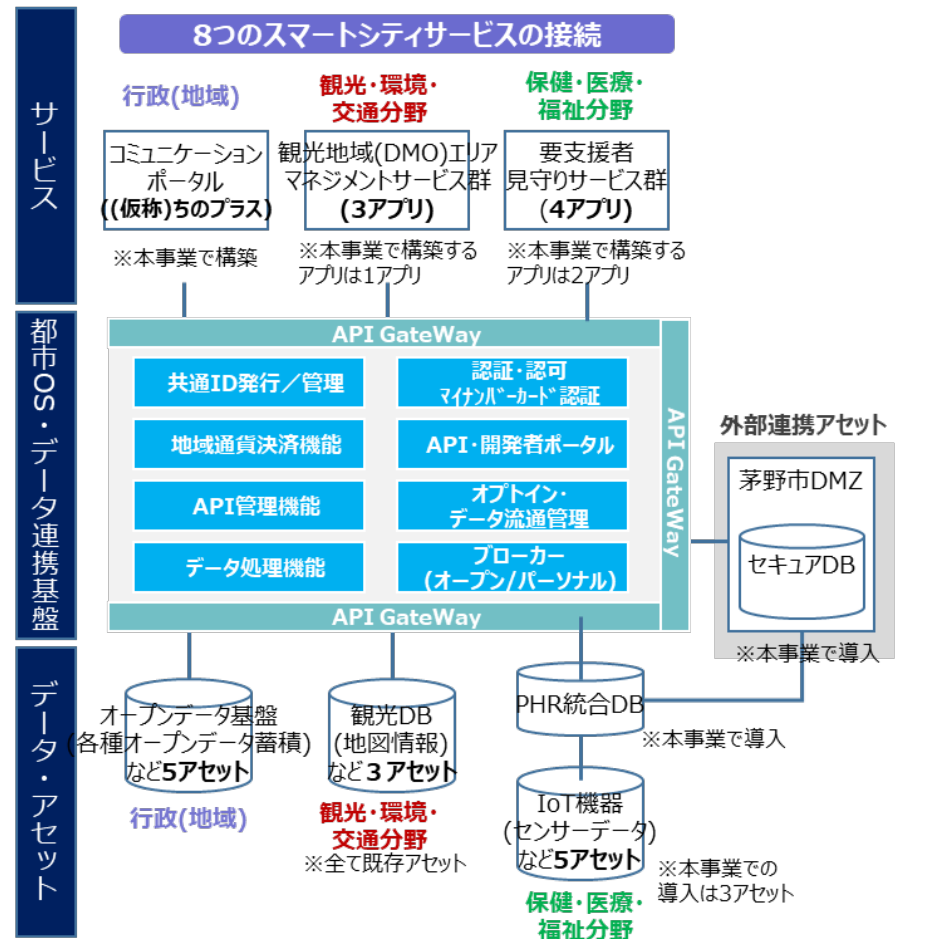 サービス
8つのスマートシティサービスの接続
行政(地域)
コミュニケーション
ポータル
((仮称)ちのプラス)
※本事業で構築
観光・環境・
交通分野
観光地域(DMO)エリア
マネジメントサービス群
(3アプリ)
※本事業で構築する
アプリは1アプリ
保健・医療・
福祉分野
要支援者
見守りサービス群
(4アプリ)
※本事業で構築する
アプリは2アプリ
都市OS・データ連携基盤
API GateWay
共通ID発行／管理
認証・認可
ﾏｲﾅﾝﾊﾞｰｶｰﾄﾞ認証
地域通貨決済機能
API・開発者ポータル
API管理機能
オプトイン・
データ流通管理
データ処理機能
ブローカー
(オープン/パーソナル)
API GateWay
API GateWay
外部連携アセット
茅野市DMZ
セキュアDB
※本事業で導入
データ・アセット
オープンデータ基盤
(各種オープンデータ蓄積)
など5アセット
行政(地域)
観光DB
(地図情報)
など３アセット
観光・環境・
交通分野
※全て既存アセット
PHR統合DB
※本事業で導入
IoT機器
(センサーデータ)
など5アセット
※本事業での
導入は3アセット
保健・医療・
福祉分野